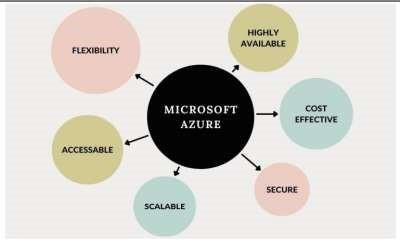 FLEXIBILITY
HIGHLY
AVAILABLE
MICROSOFT
AZURE
COST
EFFECTIVE
ACCESSABLE
SECURE
SCALABLE